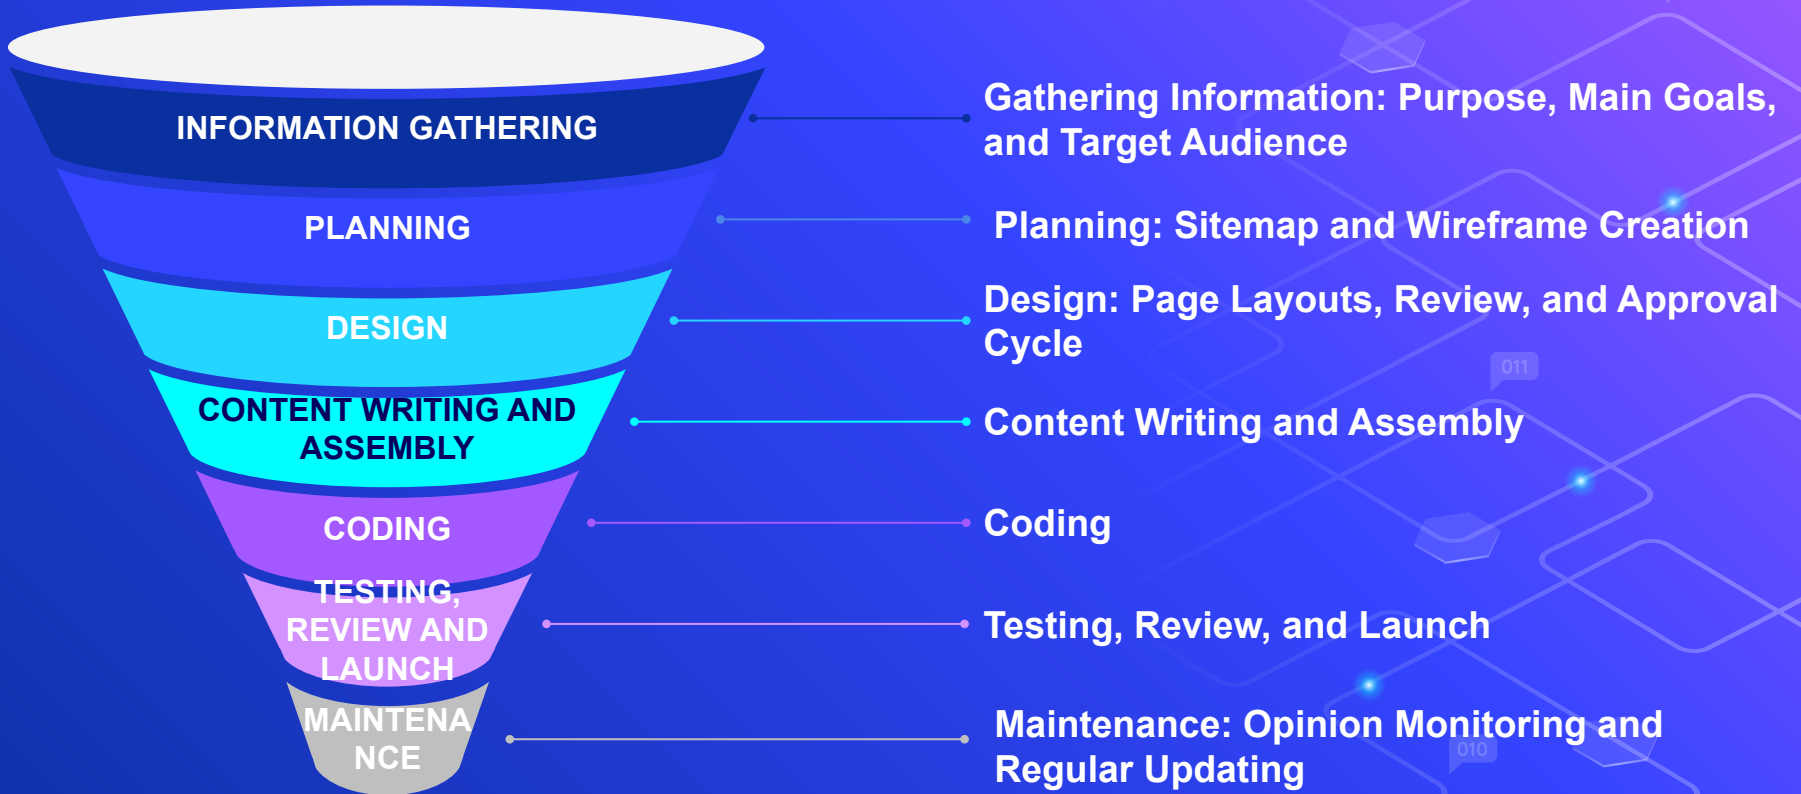 INFORMATION GATHERING
Gathering Information: Purpose, Main Goals,
and Target Audience
PLANNING
Planning: Sitemap and Wireframe Creation
DESIGN
Design: Page Layouts, Review, and Approval
Cycle
CONTENT WRITING AND
ASSEMBLY
Content Writing and Assembly
CODING
Coding
TESTING,
REVIEW AND
LAUNCH
Testing, Review, and Launch
MAINTENA
NCE
Maintenance: Opinion Monitoring and
Regular Updating
011
010